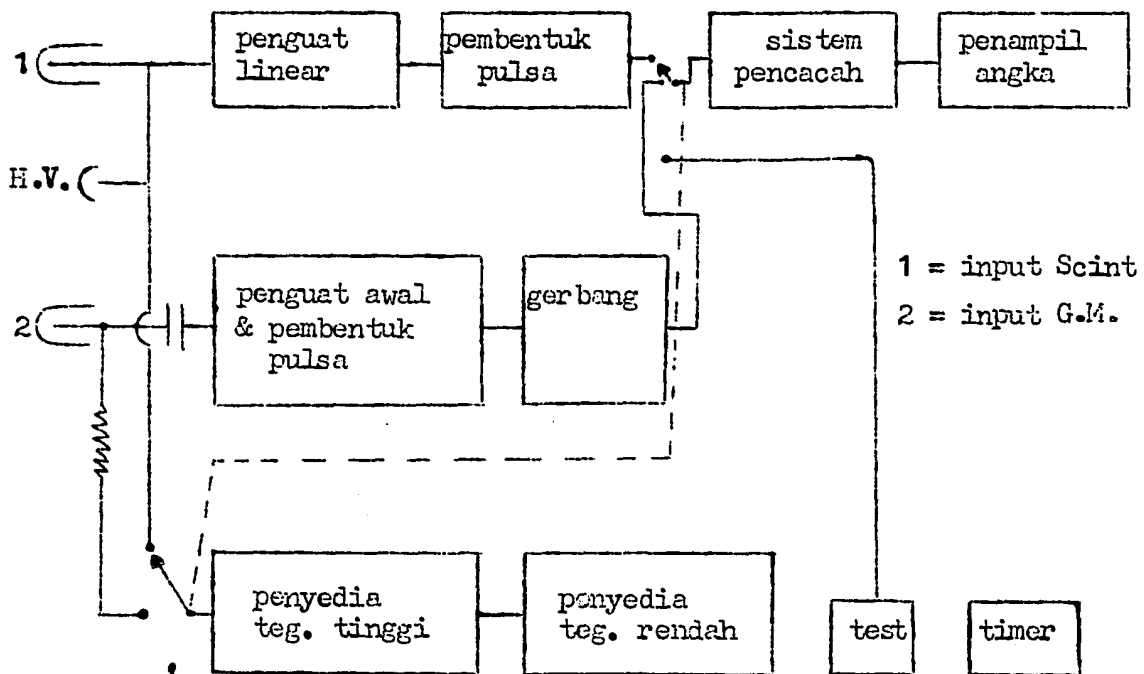 1
penguat
linear
pembentuk
pulsa
sistem
pencacah
penampil
angka
H.V.
2
penguat awal
& pembentuk
pulsa
gerbang
1 = input Scint
2 = input G.M.
penyedia
teg. tinggi
penyedia
teg. rendah
test
timer